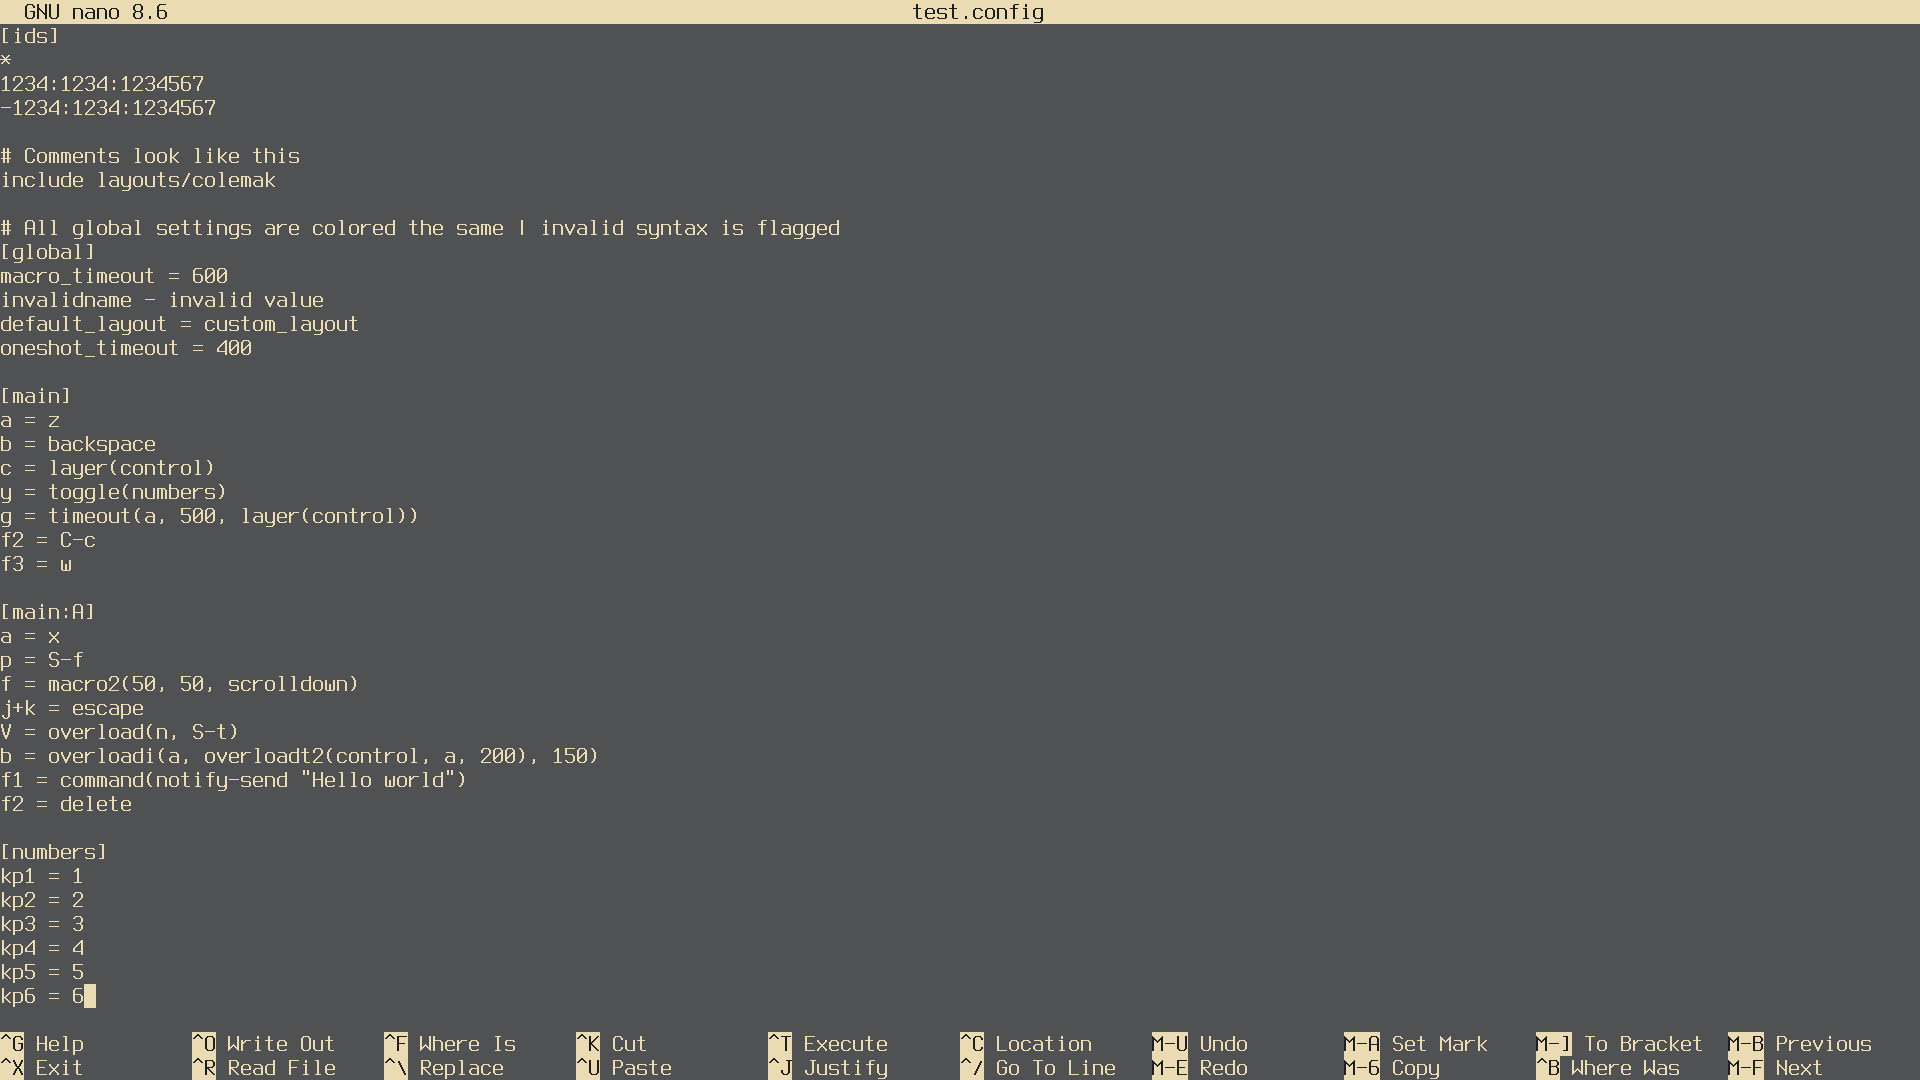 GNU nano 8.6 test.config
[ids]
*
1234:1234:1234567
-1234:1234:1234567
# Comments look like this
include layouts/colemak
# All global settings are colored the same | invalid syntax is flagged
[global]
macro_timeout = 600
invalidname - invalid value
default_layout = custom_layout
oneshot_timeout = 400
[main]
a = z
b = backspace
c = layer(control)
y = toggle(numbers)
g = timeout(a, 500, layer(control))
f2 = C-c
f3 = w
[main:A]
a = x
p = S-f
f = macro2(50, 50, scrolldown)
j+k = escape
V = overload(n, S-t)
b = overloadi(a, overloadt2(control, a, 200), 150)
f1 = command(notify-send "Hello world")
f2 = delete
[numbers]
kp1 = 1
kp2 = 2
kp3 = 3
kp4 = 4
kp5 = 5
kp6 = 6
^G Help ^O Write Out ^F Where Is ^K Cut ^T Execute ^C Location M-U Undo M-A Set Mark M-] To Bracket M-B Previous
^X Exit ^R Read File ^\ Replace ^U Paste ^J Justify ^/ Go To Line M-E Redo M-6 Copy ^B Where Was M-F Next